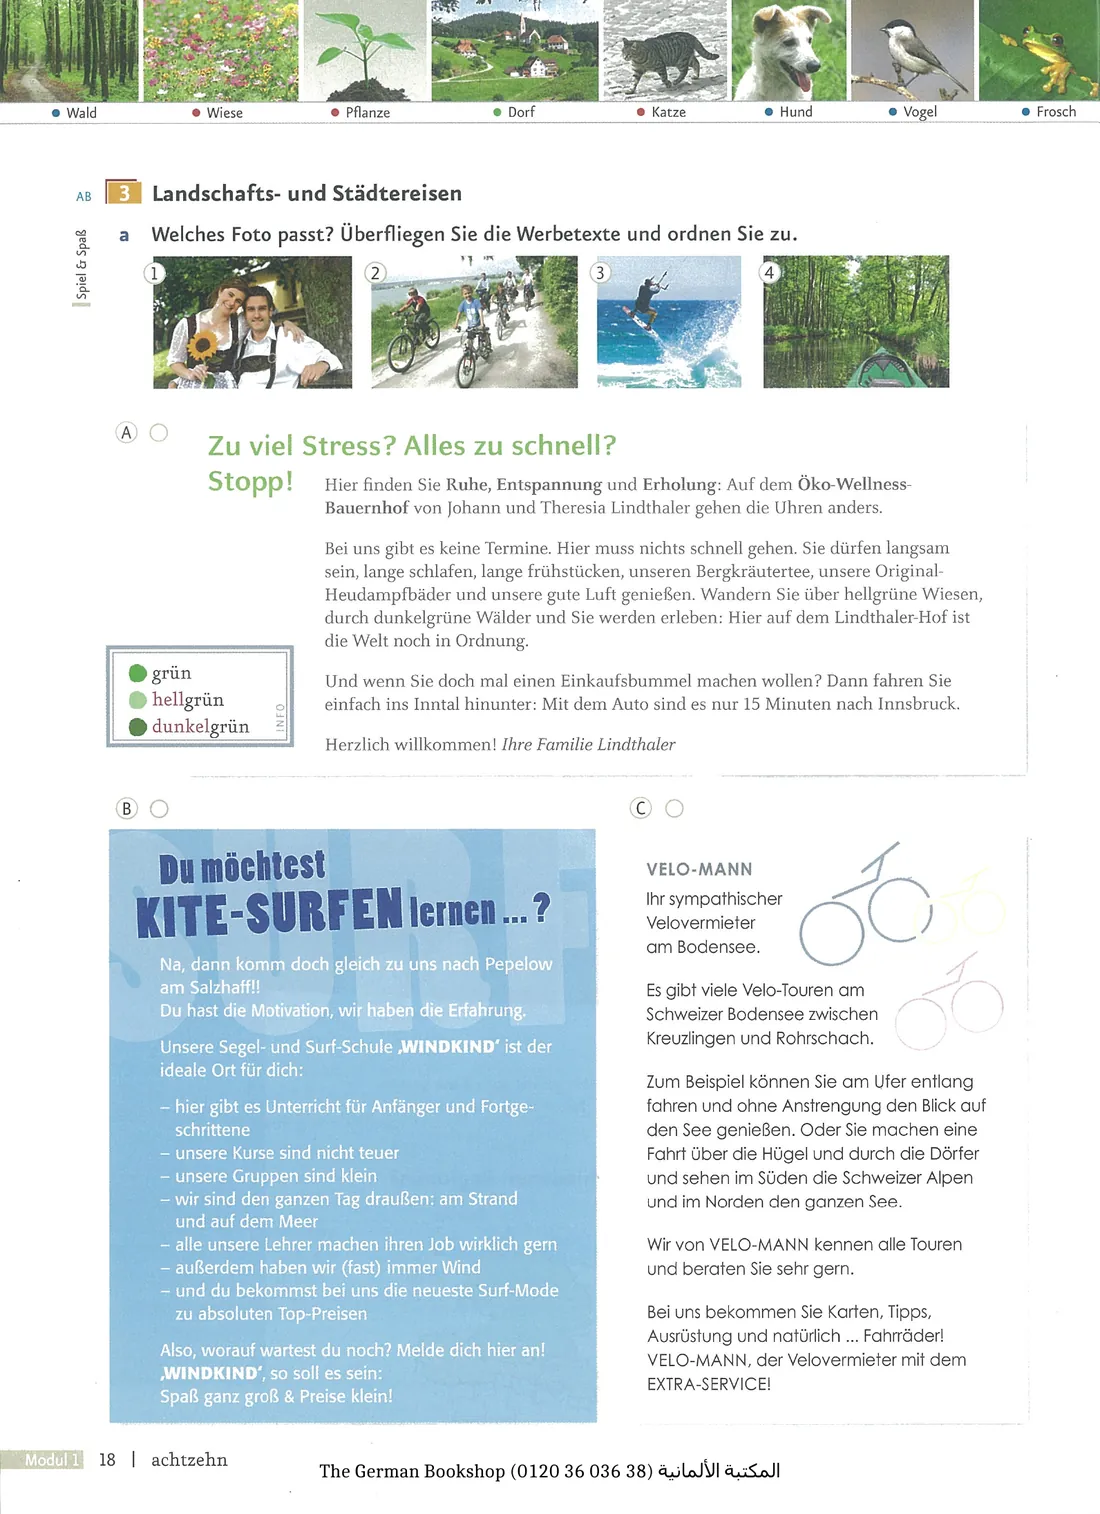 Wald
Wiese
Pflanze
Dorf
Katze
Hund
Vogel
Frosch
AB 3 Landschafts- und Städtereisen
Spiel & Spaß
a Welches Foto passt? Überfliegen Sie die Werbetexte und ordnen Sie zu.
1
2
3
4
A
Zu viel Stress? Alles zu schnell?
Stopp!
Hier finden Sie Ruhe, Entspannung und Erholung: Auf dem Öko-Wellness-
Bauernhof von Johann und Theresia Lindthaler gehen die Uhren anders.
Bei uns gibt es keine Termine. Hier muss nichts schnell gehen. Sie dürfen langsam
sein, lange schlafen, lange frühstücken, unseren Bergkräutertee, unsere Original-
Heudampfbäder und unsere gute Luft genießen. Wandern Sie über hellgrüne Wiesen,
durch dunkelgrüne Wälder und Sie werden erleben: Hier auf dem Lindthaler-Hof ist
die Welt noch in Ordnung.
Und wenn Sie doch mal einen Einkaufsbummel machen wollen? Dann fahren Sie
einfach ins Inntal hinunter: Mit dem Auto sind es nur 15 Minuten nach Innsbruck.
Herzlich willkommen! Ihre Familie Lindthaler
grün
hellgrün
dunkelgrün
INFO
B
SURF
Du möchtest
KITE-SURFEN lernen ... ?
Na, dann komm doch gleich zu uns nach Pepelow
am Salzhaff!!
Du hast die Motivation, wir haben die Erfahrung.
Unsere Segel- und Surf-Schule ‚WINDKIND‘ ist der
ideale Ort für dich:
– hier gibt es Unterricht für Anfänger und Fortge-
schrittene
– unsere Kurse sind nicht teuer
– unsere Gruppen sind klein
– wir sind den ganzen Tag draußen: am Strand
und auf dem Meer
– alle unsere Lehrer machen ihren Job wirklich gern
– außerdem haben wir (fast) immer Wind
– und du bekommst bei uns die neueste Surf-Mode
zu absoluten Top-Preisen
Also, worauf wartest du noch? Melde dich hier an!
‚WINDKIND‘, so soll es sein:
Spaß ganz groß & Preise klein!
C
VELO-MANN
Ihr sympathischer
Velovermieter
am Bodensee.
Es gibt viele Velo-Touren am
Schweizer Bodensee zwischen
Kreuzlingen und Rohrschach.
Zum Beispiel können Sie am Ufer entlang
fahren und ohne Anstrengung den Blick auf
den See genießen. Oder Sie machen eine
Fahrt über die Hügel und durch die Dörfer
und sehen im Süden die Schweizer Alpen
und im Norden den ganzen See.
Wir von VELO-MANN kennen alle Touren
und beraten Sie sehr gern.
Bei uns bekommen Sie Karten, Tipps,
Ausrüstung und natürlich ... Fahrräder!
VELO-MANN, der Velovermieter mit dem
EXTRA-SERVICE!
Modul 1 18 | achtzehn
The German Bookshop (0120 36 036 38) المكتبة الألمانية